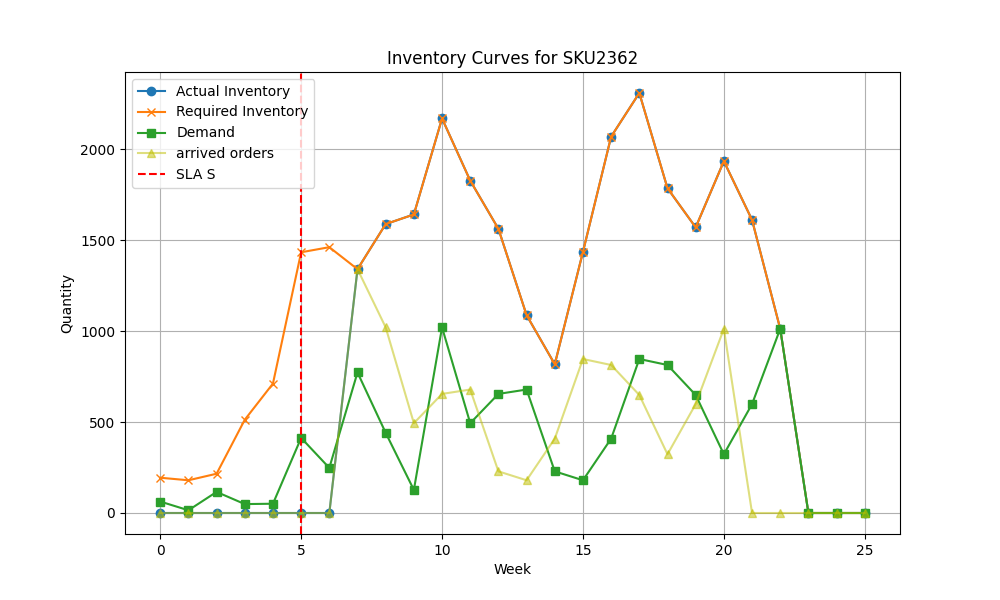 Inventory Curves for SKU2362
Actual Inventory
Required Inventory
Demand
arrived orders
SLA S
Quantity
2000
1500
1000
500
0
0 5 10 15 20 25
Week